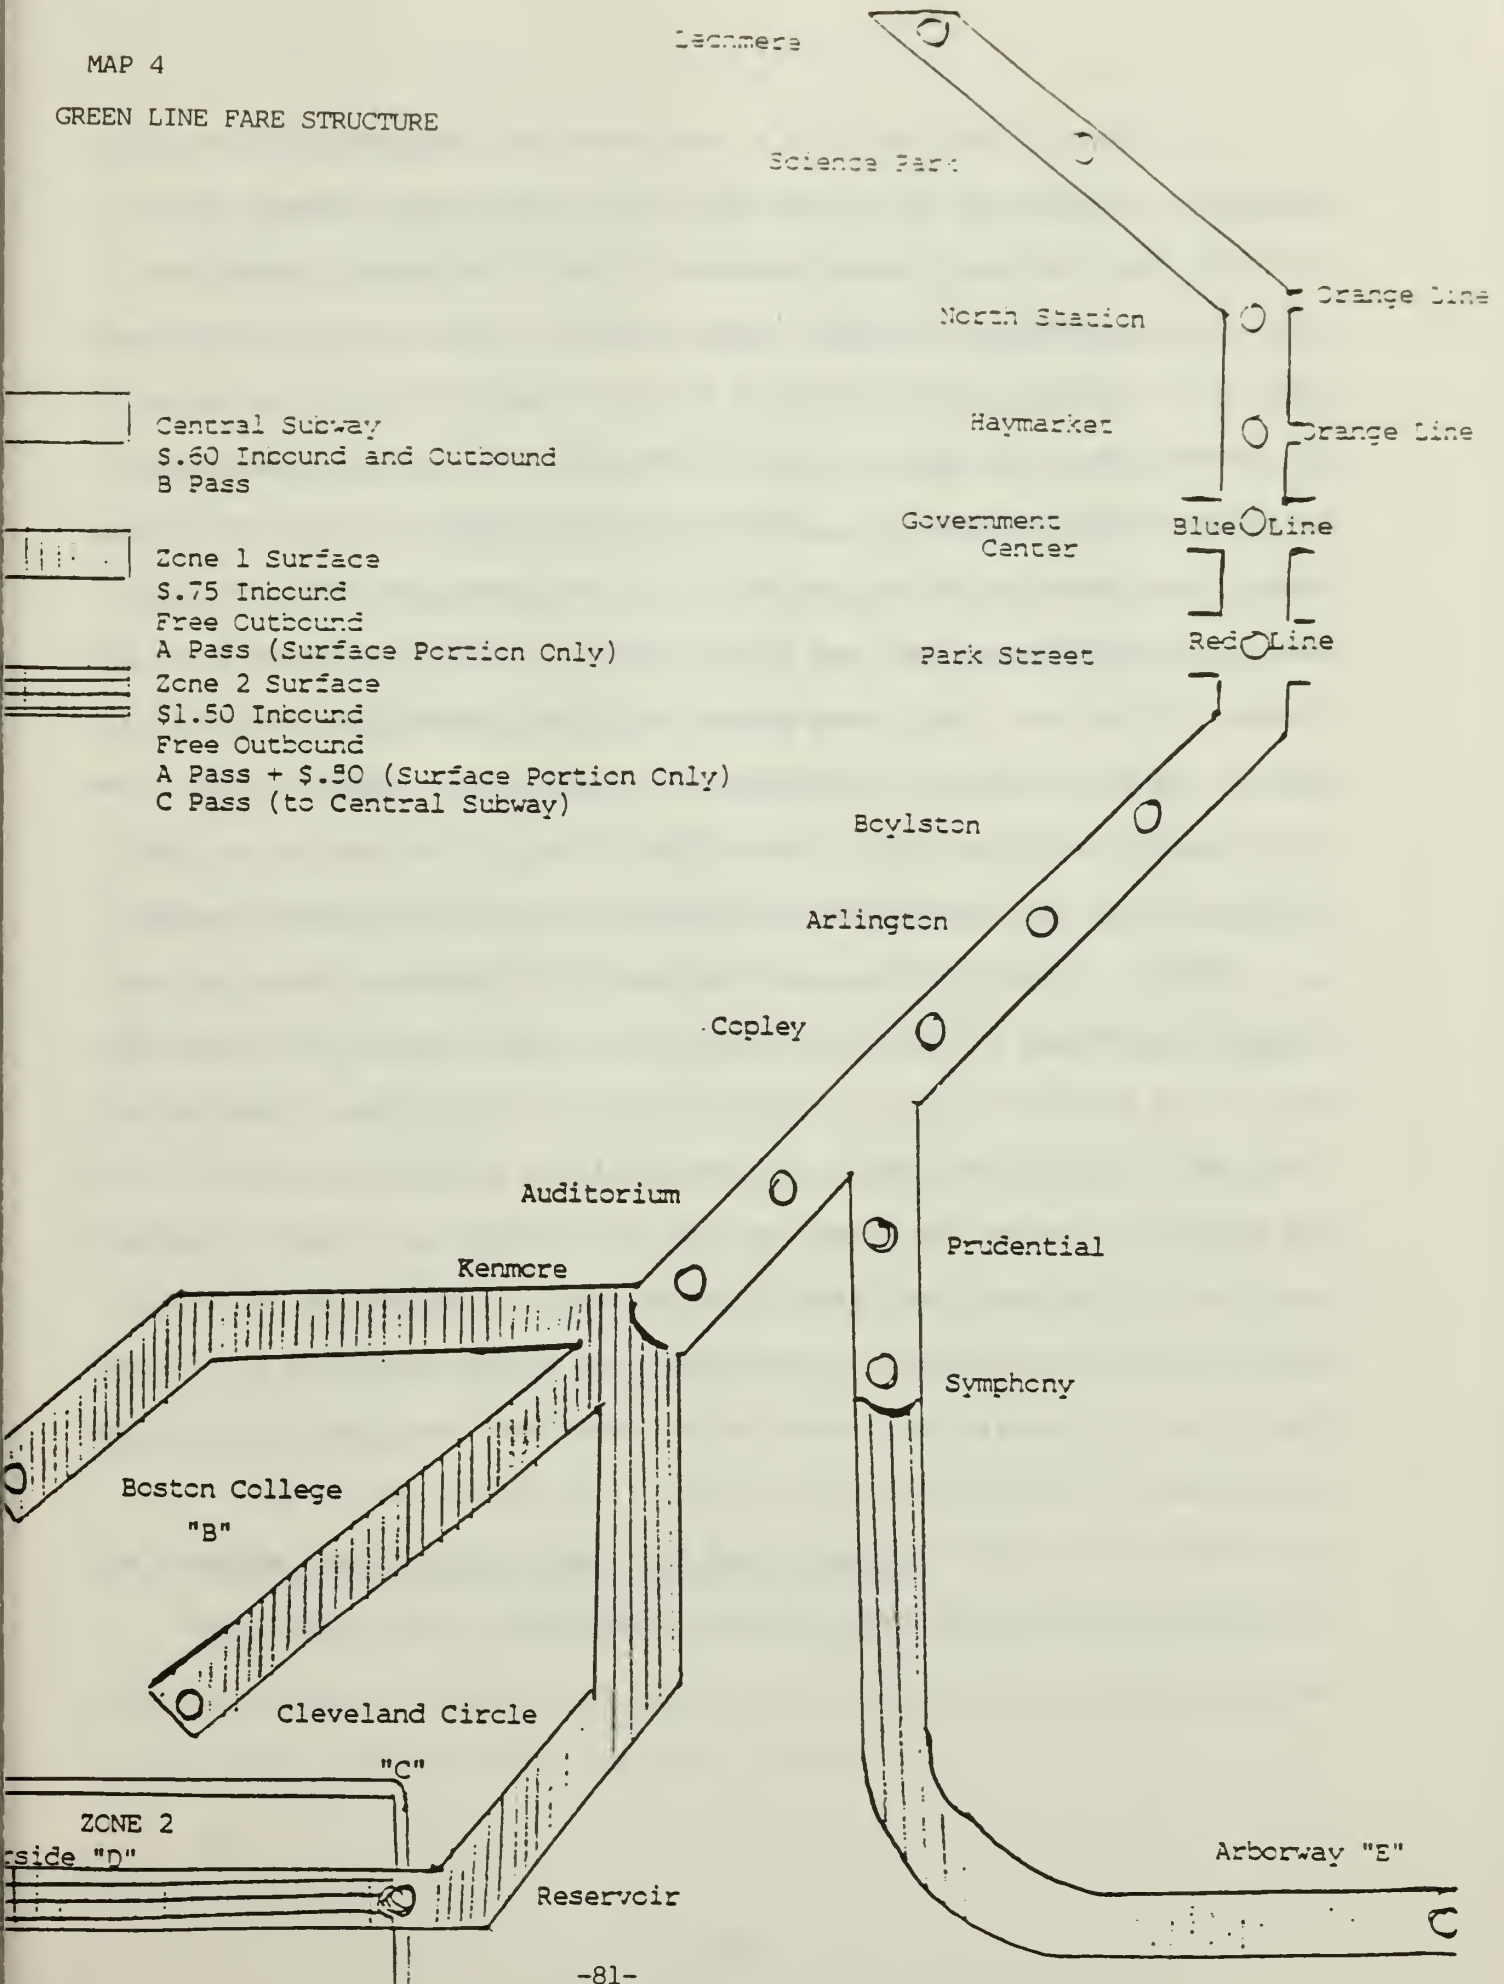 MAP 4
GREEN LINE FARE STRUCTURE
Lechmere
Science Park
North Station
Orange Line
Haymarket
Orange Line
Government
Center
Blue Line
Park Street
Red Line
Central Subway
$.60 Inbound and Outbound
B Pass
Zone 1 Surface
$.75 Inbound
Free Outbound
A Pass (Surface Portion Only)
Zone 2 Surface
$1.50 Inbound
Free Outbound
A Pass + $.50 (Surface Portion Only)
C Pass (to Central Subway)
Boylston
Arlington
Copley
Auditorium
Prudential
Kenmore
Symphony
Boston College
"B"
Cleveland Circle
"C"
ZONE 2
rside "D"
Arborway "E"
Reservoir
-81-